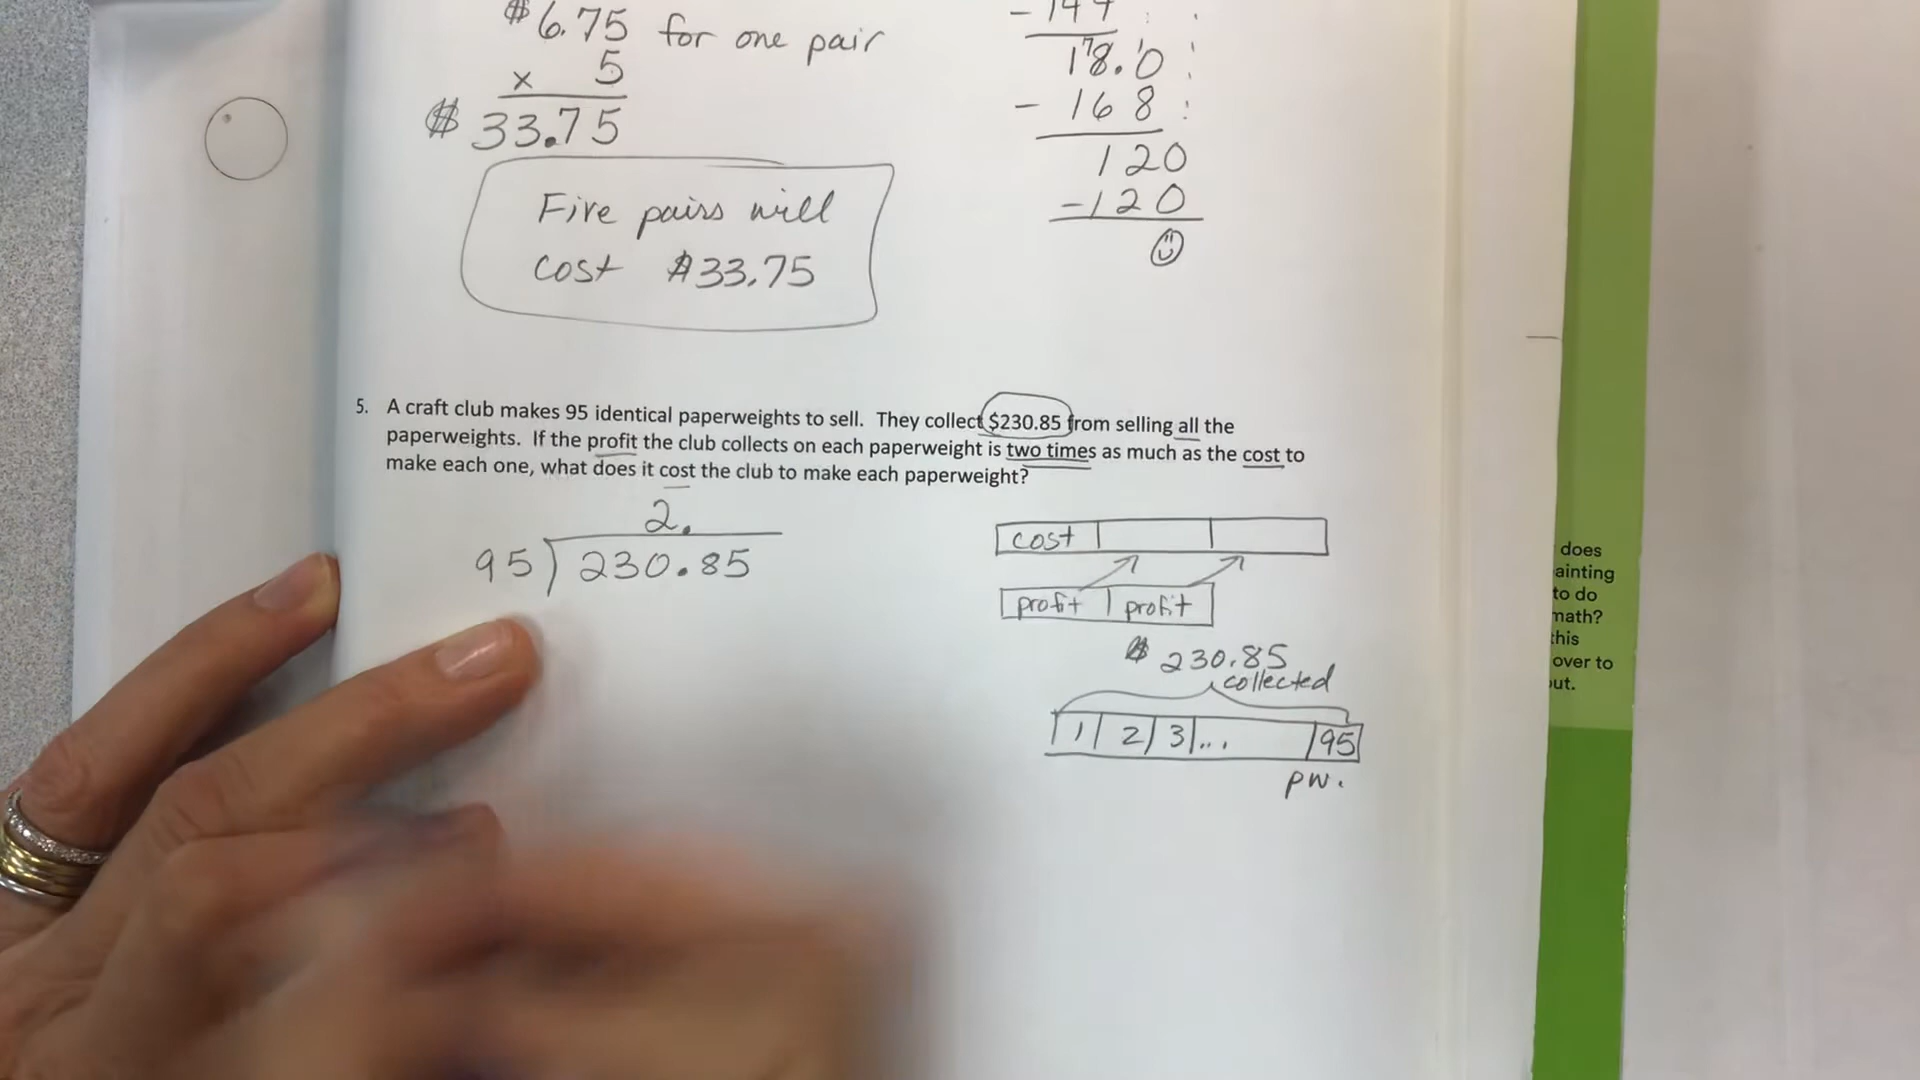 $6.75 for one pair
x 5
$33.75
Five pairs will
cost $33.75
- 144
18.0
- 168
120
-120
5. A craft club makes 95 identical paperweights to sell. They collect $230.85 from selling all the
paperweights. If the profit the club collects on each paperweight is two times as much as the cost to
make each one, what does it cost the club to make each paperweight?
2.
95)230.85
cost
profit profit
$ 230.85
collected
1 2 3 ... 95
pw.
does
ainting
to do
math?
this
over to
out.